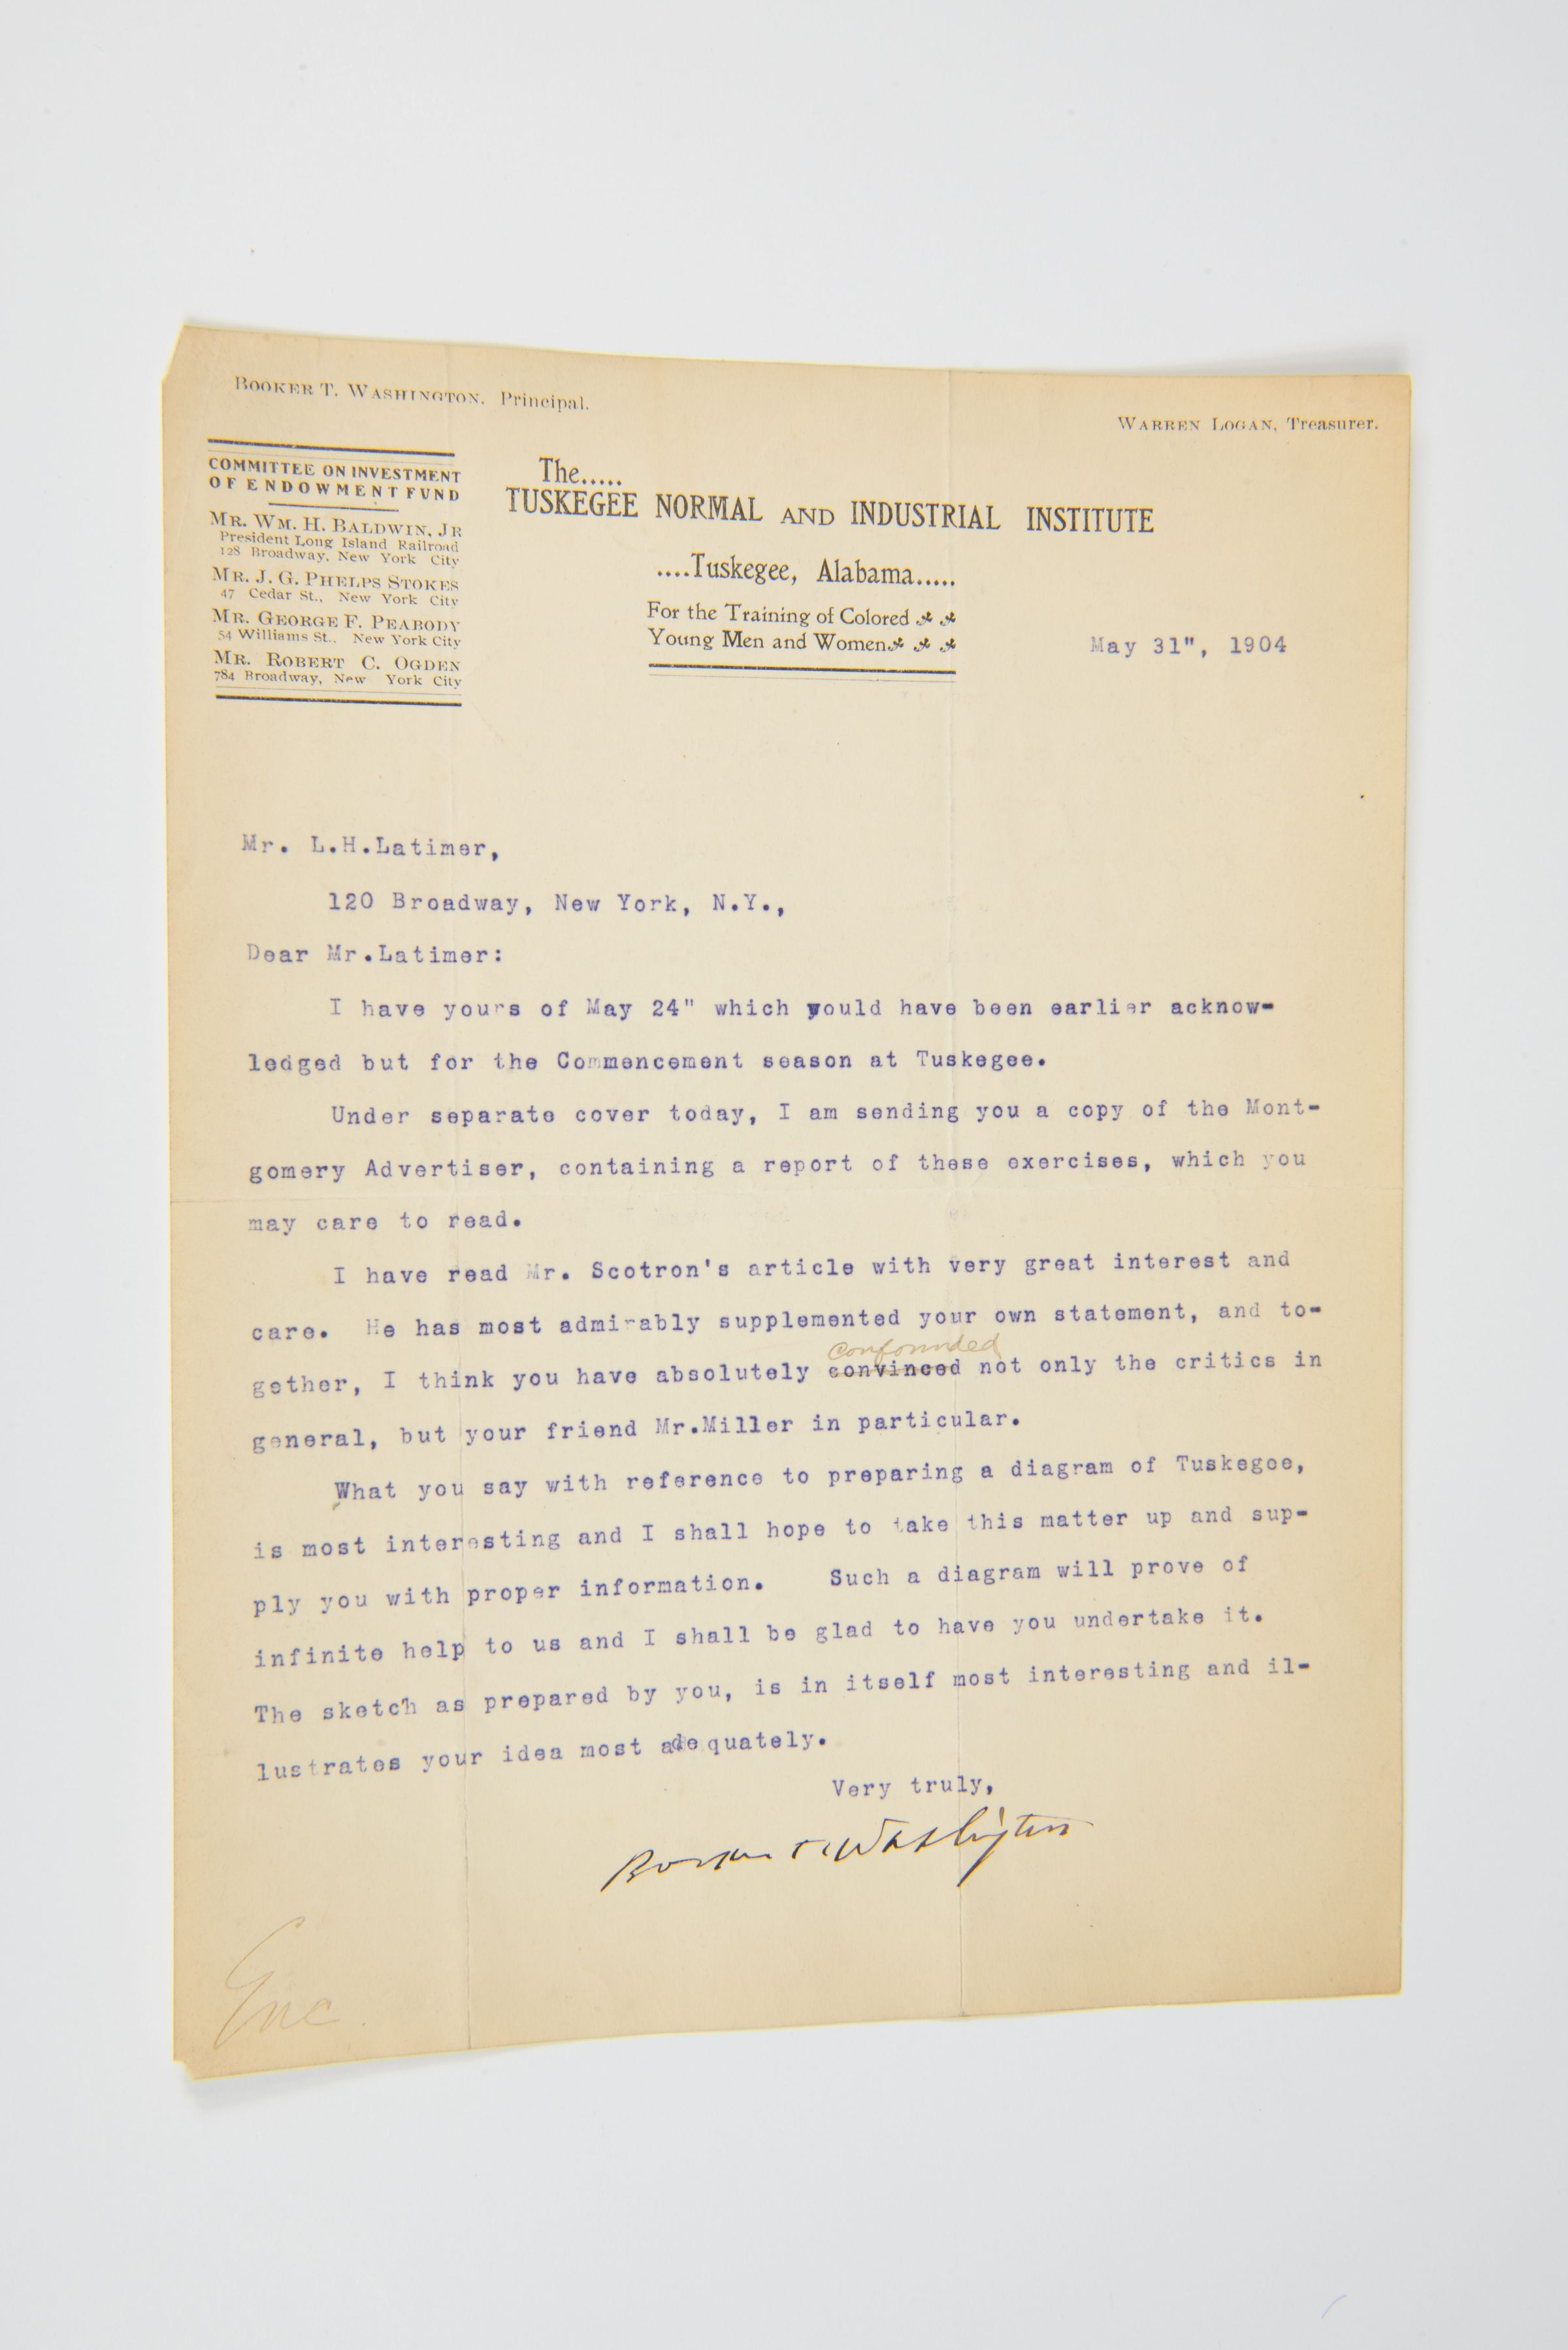 BOOKER T. WASHINGTON, Principal.
WARREN LOGAN, Treasurer.
COMMITTEE ON INVESTMENT
OF ENDOWMENT FUND
MR. WM. H. BALDWIN, JR
President Long Island Railroad
128 Broadway, New York City
MR. J. G. PHELPS STOKES
47 Cedar St., New York City
MR. GEORGE F. PEABODY
54 Williams St.. New York City
MR. ROBERT C. OGDEN
784 Broadway, New York City
The.....
TUSKEGEE NORMAL AND INDUSTRIAL INSTITUTE
....Tuskegee, Alabama.....
For the Training of Colored
Young Men and Women
May 31", 1904
Mr. L.H.Latimer,
120 Broadway, New York, N.Y.,
Dear Mr.Latimer:
I have yours of May 24" which would have been earlier acknow-
ledged but for the Commencement season at Tuskegee.
Under separate cover today, I am sending you a copy of the Mont-
gomery Advertiser, containing a report of these exercises, which you
may care to read.
I have read Mr. Scotron's article with very great interest and
care. He has most admirably supplemented your own statement, and to-
confounded
gether, I think you have absolutely convinced not only the critics in
general, but your friend Mr.Miller in particular.
What you say with reference to preparing a diagram of Tuskegee,
is most interesting and I shall hope to take this matter up and sup-
ply you with proper information. Such a diagram will prove of
infinite help to us and I shall be glad to have you undertake it.
The sketch as prepared by you, is in itself most interesting and il-
lustrates your idea most adequately.
Very truly,
Booker T. Washington
Enc.